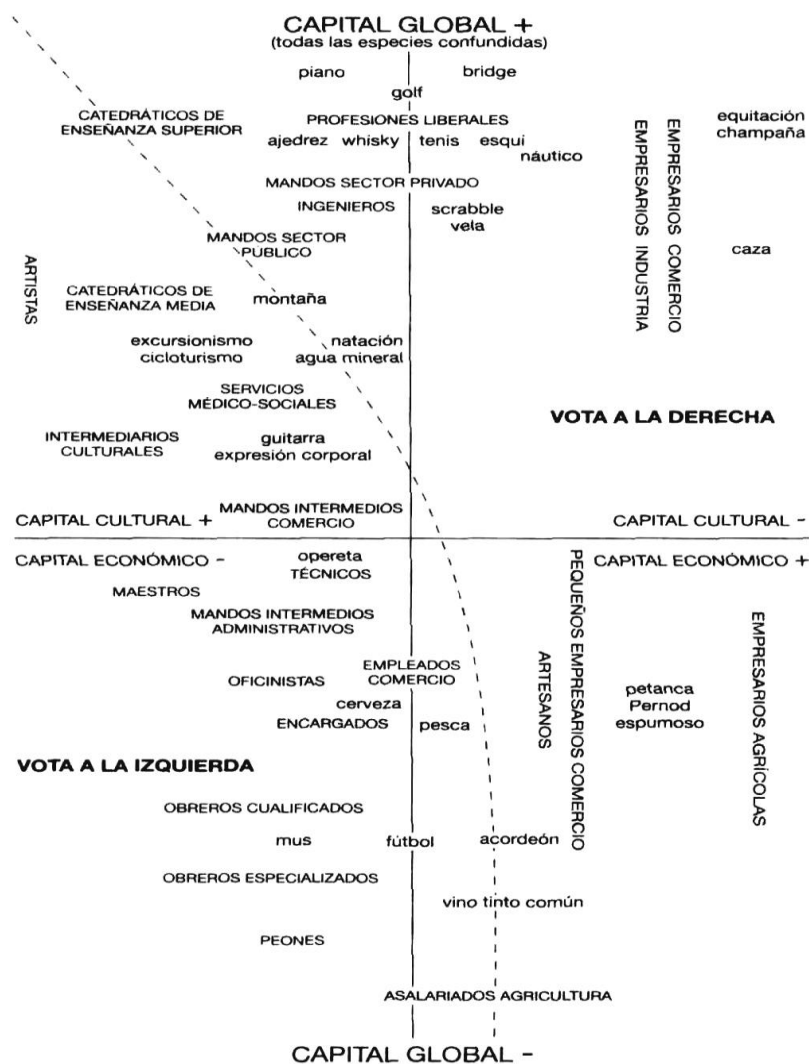 CAPITAL GLOBAL +
(todas las especies confundidas)
piano
bridge
golf
CATEDRÁTICOS DE
ENSEÑANZA SUPERIOR
PROFESIONES LIBERALES
ajedrez whisky tenis esquí
náutico
EMPRESARIOS INDUSTRIA
EMPRESARIOS COMERCIO
equitación
champaña
MANDOS SECTOR PRIVADO
INGENIEROS
scrabble
vela
MANDOS SECTOR
PÚBLICO
caza
ARTISTAS
CATEDRÁTICOS DE
ENSEÑANZA MEDIA
montaña
excursionismo
cicloturismo
natación
agua mineral
SERVICIOS
MÉDICO-SOCIALES
VOTA A LA DERECHA
INTERMEDIARIOS
CULTURALES
guitarra
expresión corporal
CAPITAL CULTURAL +
MANDOS INTERMEDIOS
COMERCIO
CAPITAL CULTURAL -
CAPITAL ECONÓMICO -
opereta
TÉCNICOS
CAPITAL ECONÓMICO +
MAESTROS
MANDOS INTERMEDIOS
ADMINISTRATIVOS
PEQUEÑOS EMPRESARIOS COMERCIO
ARTESANOS
EMPRESARIOS AGRÍCOLAS
OFICINISTAS
EMPLEADOS
COMERCIO
petanca
Pernod
espumoso
cerveza
ENCARGADOS
pesca
VOTA A LA IZQUIERDA
OBREROS CUALIFICADOS
mus
fútbol
acordeón
OBREROS ESPECIALIZADOS
vino tinto común
PEONES
ASALARIADOS AGRICULTURA
CAPITAL GLOBAL -